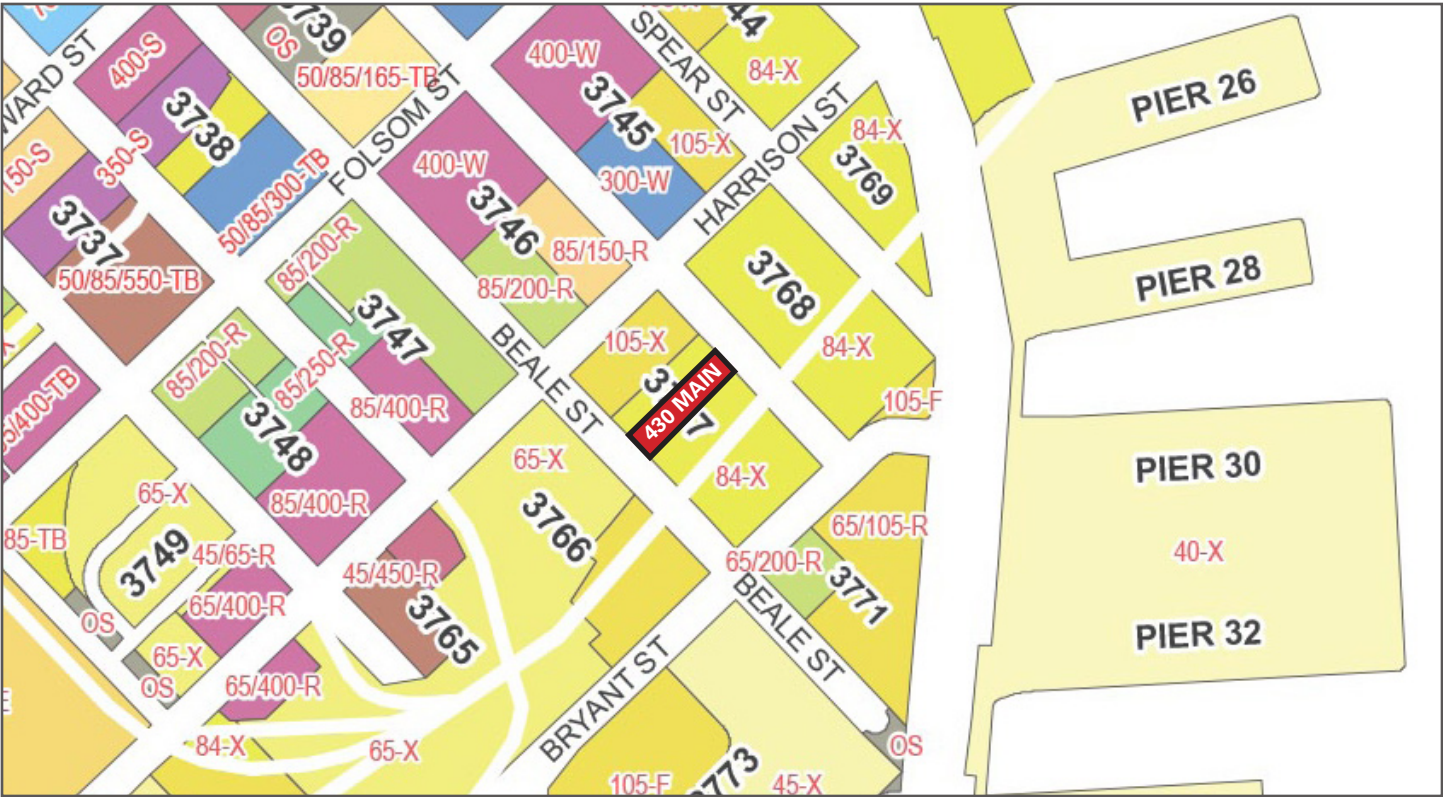 WARD ST
400-S
3738
350-S
150-S
3737
50/85/550-TB
50/85/300-TB
OS
3739
50/85/165-TB
FOLSOM ST
400-W
3745
SPEAR ST
105-X
300-W
44
84-X
HARRISON ST
84-X
3769
PIER 26
PIER 28
400-W
3746
85/150-R
85/200-R
3768
84-X
105-F
85/200-R
3747
85/250-R
85/400-R
BEALE ST
105-X
430 MAIN
84-X
85/200-R
3748
85/400-R
5/400-TB
65-X
3749
85-TB
45/65-R
65/400-R
OS
65-X
OS
65/400-R
45/450-R
3765
65-X
3766
65/105-R
65/200-R
3771
BEALE ST
PIER 30
40-X
PIER 32
84-X
65-X
BRYANT ST
105-F
3773
45-X
OS